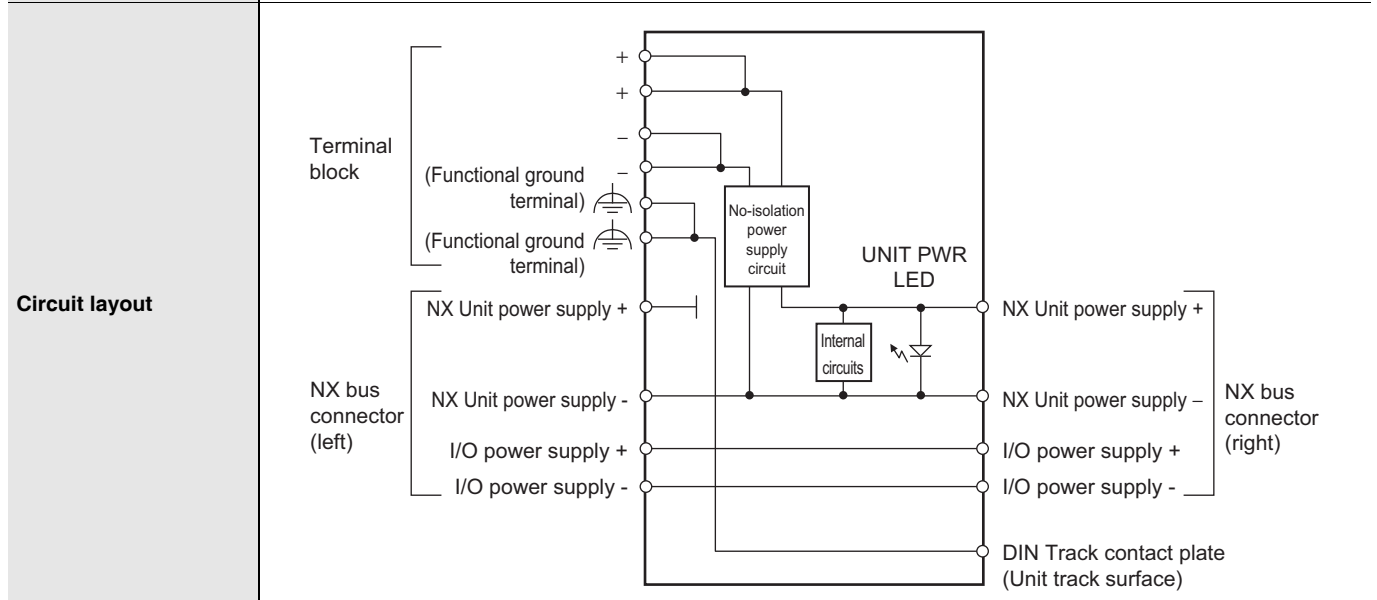 Circuit layout
Terminal
block
+
+
–
–
(Functional ground
terminal)
(Functional ground
terminal)
No-isolation
power
supply
circuit
UNIT PWR
LED
Internal
circuits
NX bus
connector
(left)
NX Unit power supply +
NX Unit power supply -
I/O power supply +
I/O power supply -
NX Unit power supply +
NX Unit power supply –
I/O power supply +
I/O power supply -
NX bus
connector
(right)
DIN Track contact plate
(Unit track surface)